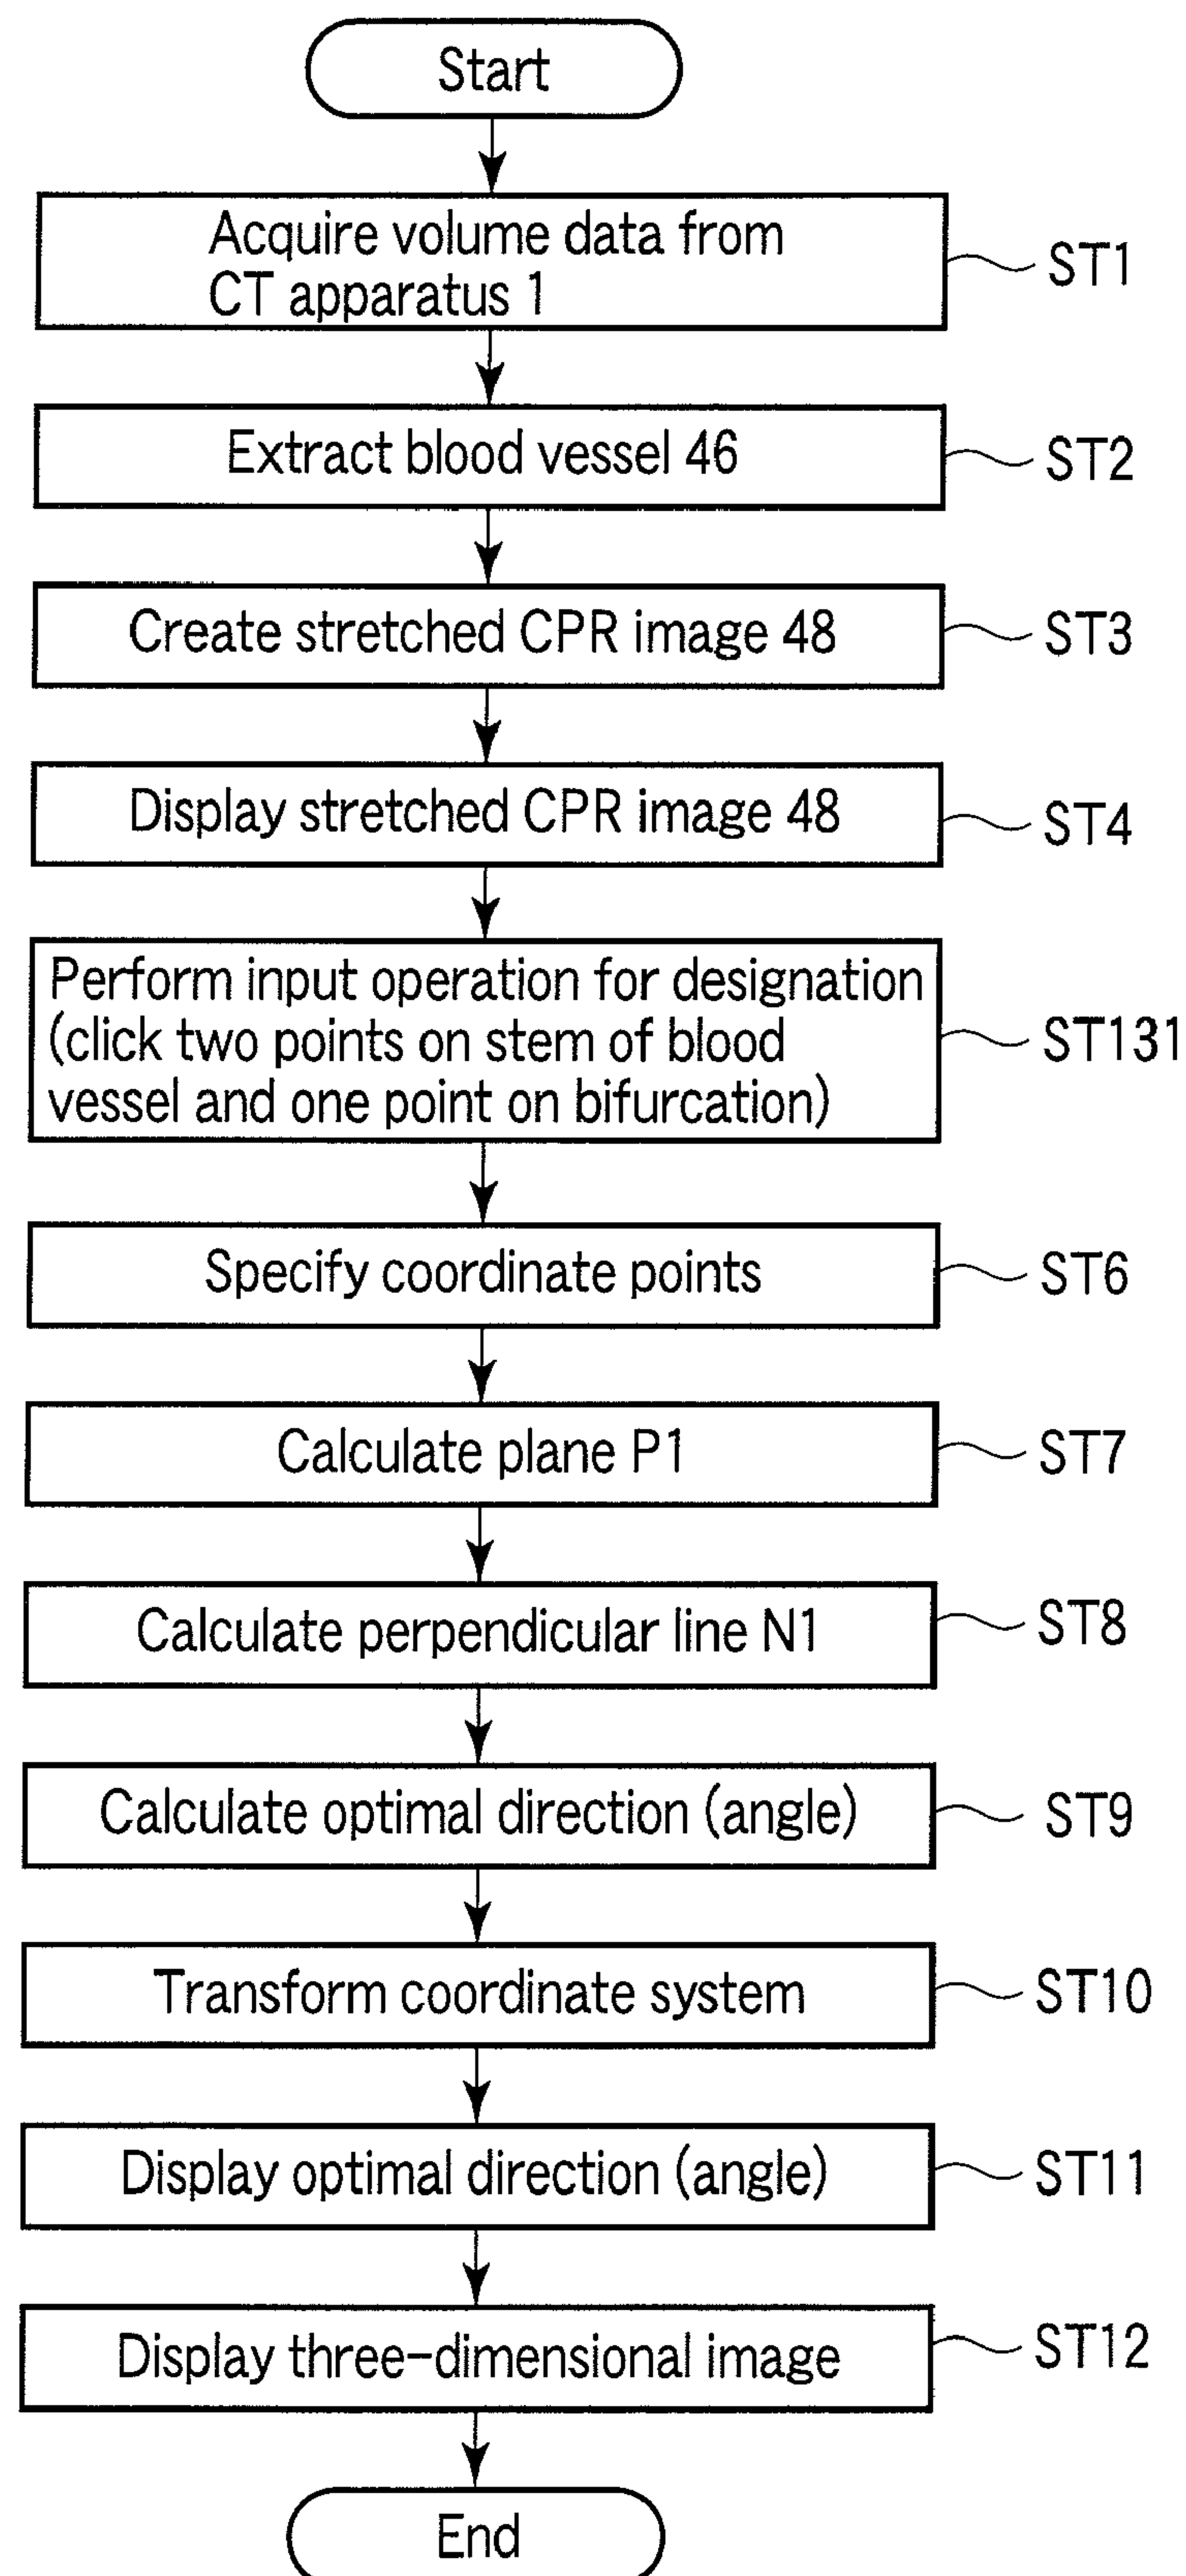 Start
Acquire volume data from
CT apparatus 1
ST1
Extract blood vessel 46
ST2
Create stretched CPR image 48
ST3
Display stretched CPR image 48
ST4
Perform input operation for designation
(click two points on stem of blood
vessel and one point on bifurcation)
ST131
Specify coordinate points
ST6
Calculate plane P1
ST7
Calculate perpendicular line N1
ST8
Calculate optimal direction (angle)
ST9
Transform coordinate system
ST10
Display optimal direction (angle)
ST11
Display three-dimensional image
ST12
End